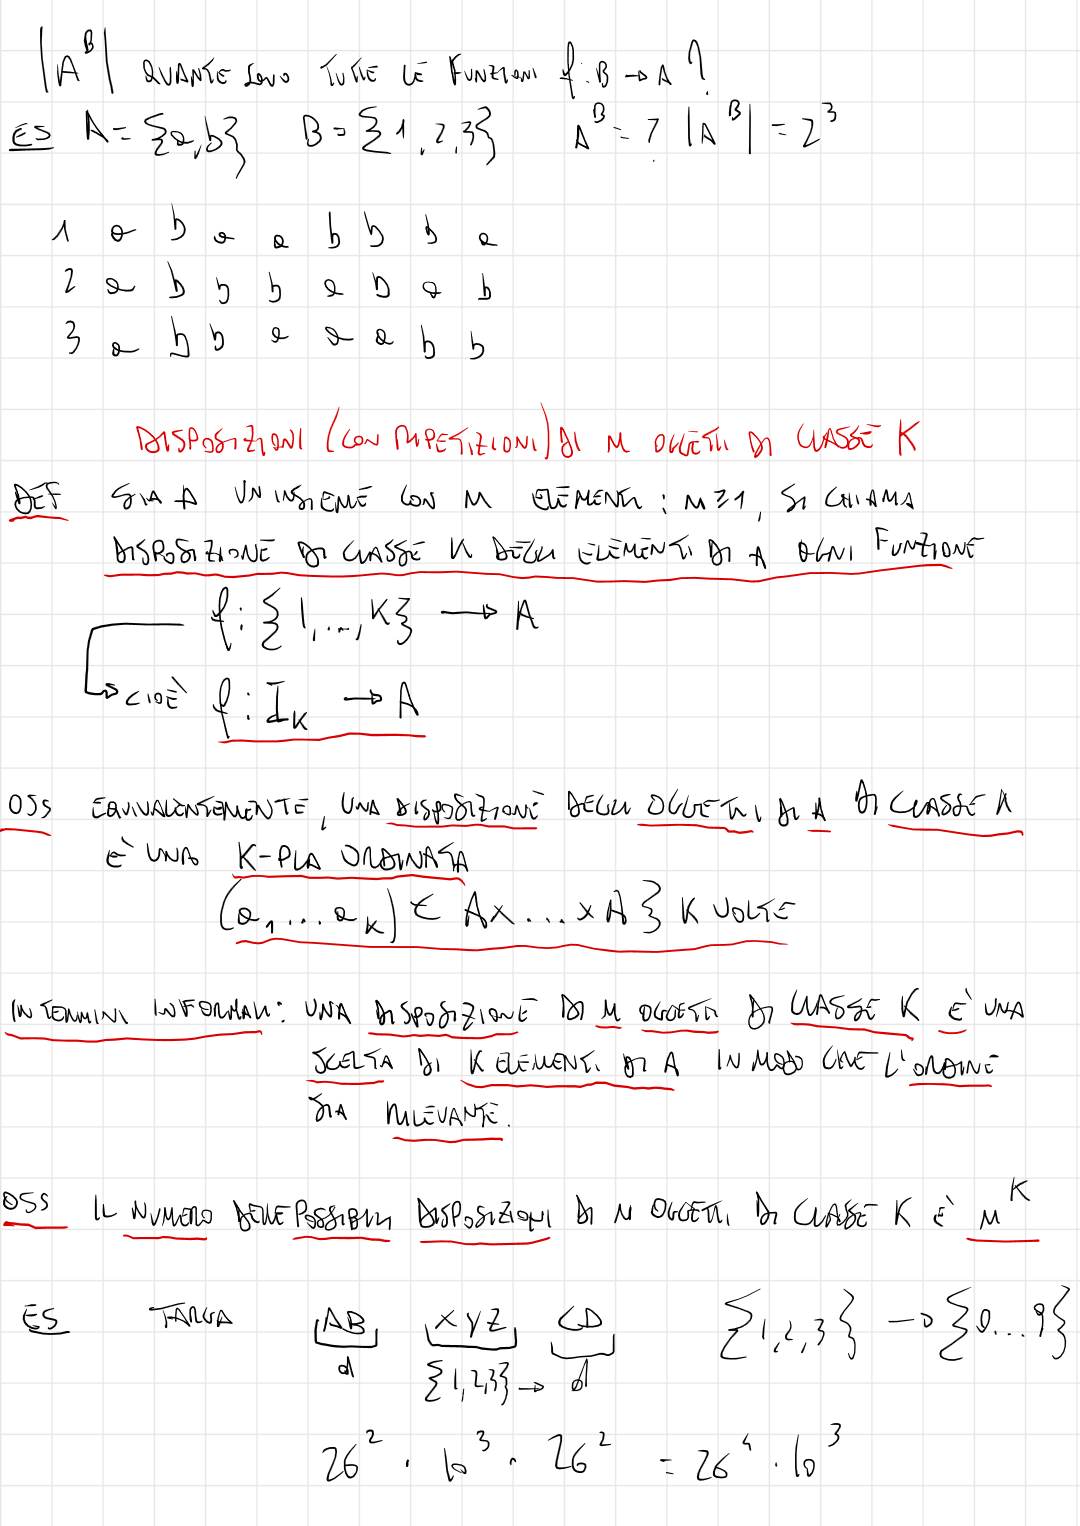 |A^B| QUANTE SONO TUTTE LE FUNZIONI f: B → A ?
ES A = {a, b} B = {1, 2, 3} A^B = ? |A^B| = 2^3
1 a b a a b b b a
2 a b b b a b a b
3 a b b a a a b b
DISPOSIZIONI (CON RIPETIZIONI) DI M OGGETTI DI CLASSE K
DEF SIA A UN INSIEME CON M ELEMENTI : M ≥ 1, SI CHIAMA
DISPOSIZIONE DI CLASSE K DEGLI ELEMENTI DI A OGNI FUNZIONE
f: {1, ..., K} → A
CIOÈ f: I_K → A
OSS EQUIVALENTEMENTE, UNA DISPOSIZIONE DEGLI OGGETTI DI A DI CLASSE K
È UNA K-PLA ORDINATA
(a_1 ... a_K) ∈ A x ... x A } K VOLTE
IN TERMINI INFORMALI: UNA DISPOSIZIONE DI M OGGETTI DI CLASSE K È UNA
SCELTA DI K ELEMENTI DI A IN MODO CHE L'ORDINE
SIA RILEVANTE.
OSS IL NUMERO DELLE POSSIBILI DISPOSIZIONI DI M OGGETTI DI CLASSE K È M^K
ES TARGA AB XYZ CD {1, 2, 3} → {0...9}
{1, 2, 3} →
26^2 · 10^3 · 26^2 = 26^4 · 10^3